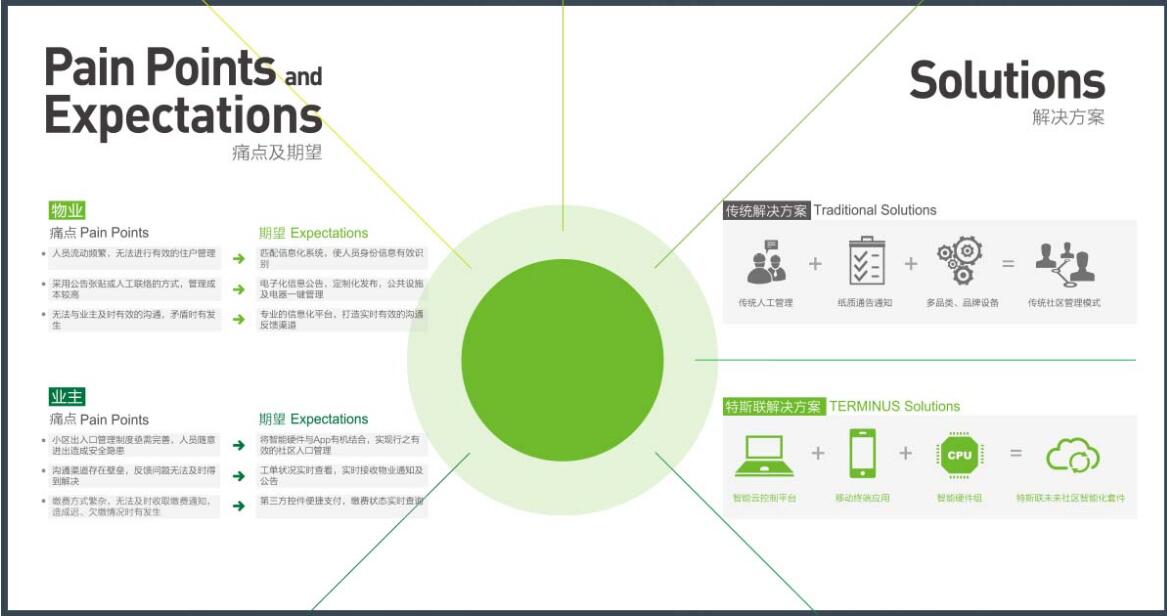 Pain Points and
Expectations
痛点及期望
物业
痛点 Pain Points
期望 Expectations
人员流动频繁，无法进行有效的住户管理
匹配信息化系统，使人员身份信息有效识
别
采用公告张贴或人工联络的方式，管理成
本较高
电子化信息公告，定制化发布，公共设施
及电器一键管理
无法与业主及时有效的沟通，矛盾时有发
生
专业的信息化平台，打造实时有效的沟通
反馈渠道
业主
痛点 Pain Points
期望 Expectations
小区出入口管理制度亟需完善，人员随意
进出造成安全隐患
将智能硬件与App有机结合，实现行之有
效的社区人口管理
沟通渠道存在壁垒，反馈问题无法及时得
到解决
工单状况实时查看，实时接收物业通知及
公告
缴费方式繁杂，无法及时收取缴费通知，
造成迟、欠缴情况时有发生
第三方控件便捷支付，缴费状态实时查询
Solutions
解决方案
传统解决方案 Traditional Solutions
+ + =
传统人工管理 纸质通告通知 多品类、品牌设备 传统社区管理模式
特斯联解决方案 TERMINUS Solutions
+ + CPU =
智能云控制平台 移动终端应用 智能硬件组 特斯联未来社区智能化套件